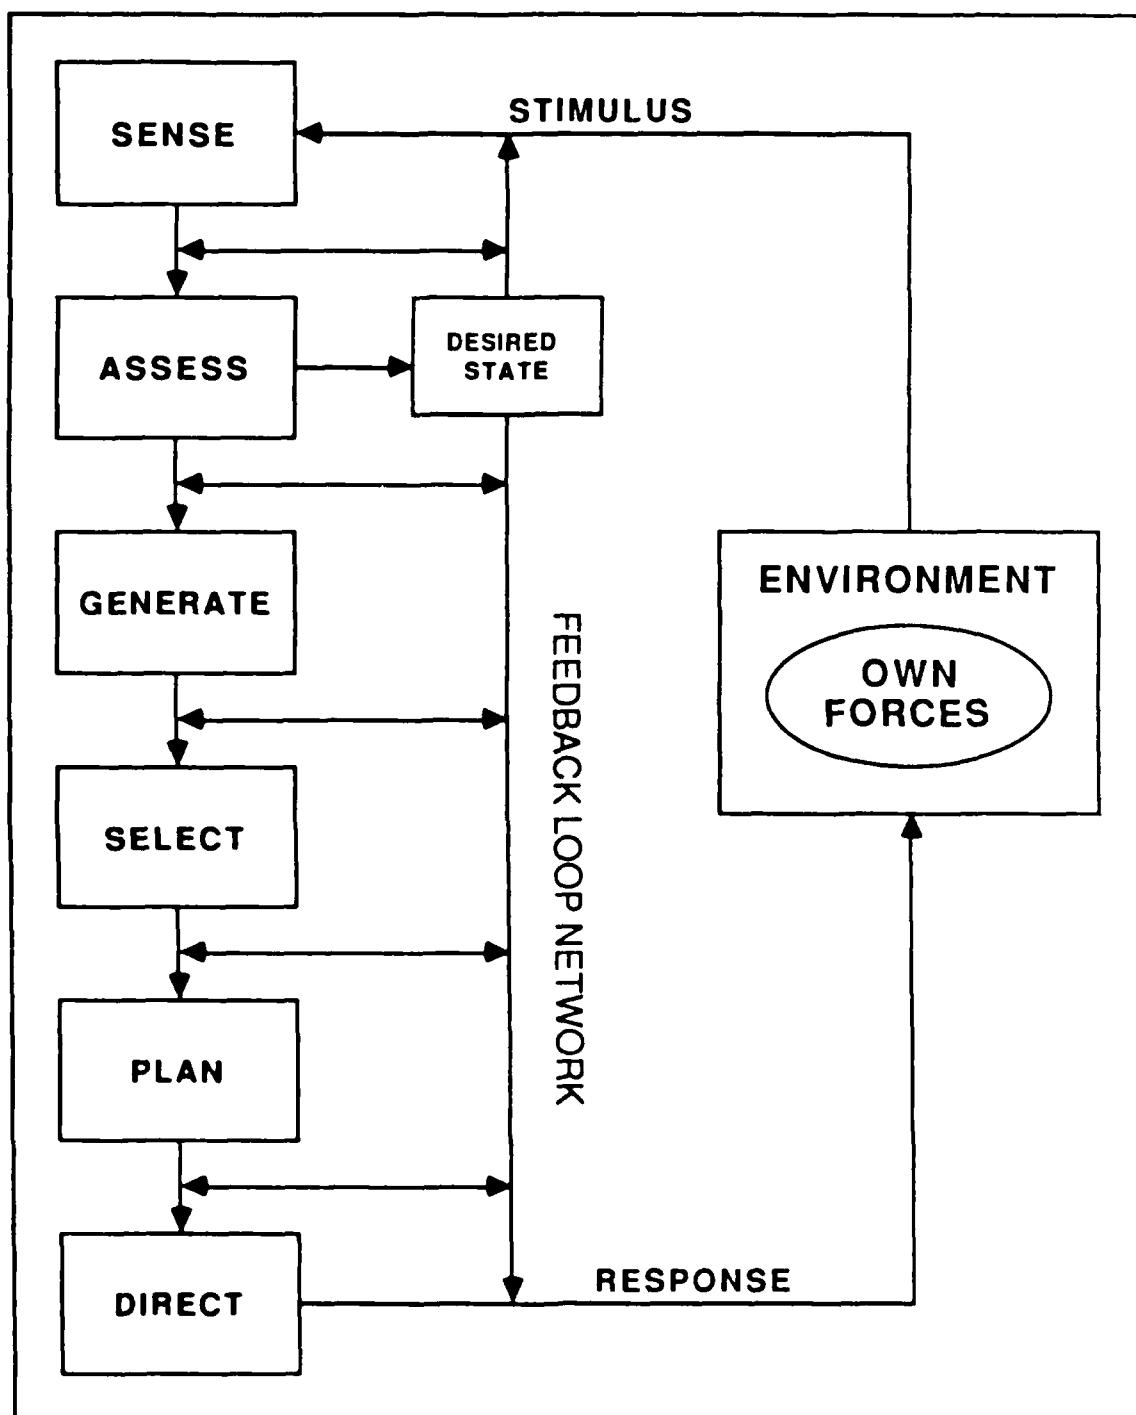 SENSE
STIMULUS
ASSESS
DESIRED
STATE
GENERATE
ENVIRONMENT
OWN
FORCES
FEEDBACK LOOP NETWORK
SELECT
PLAN
DIRECT
RESPONSE